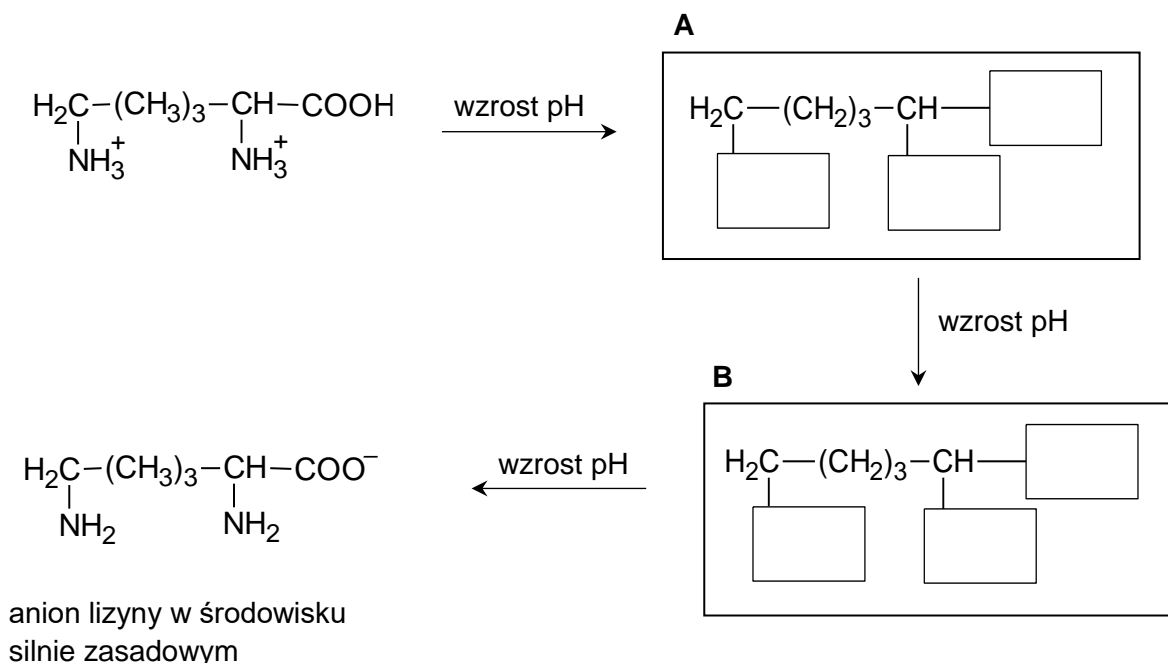 A
H₂C—(CH₃)₃—CH—COOH
NH₃⁺ NH₃⁺
wzrost pH
H₂C—(CH₂)₃—CH—
wzrost pH
B
H₂C—(CH₂)₃—CH—
wzrost pH
H₂C—(CH₃)₃—CH—COO⁻
NH₂ NH₂
anion lizyny w środowisku
silnie zasadowym